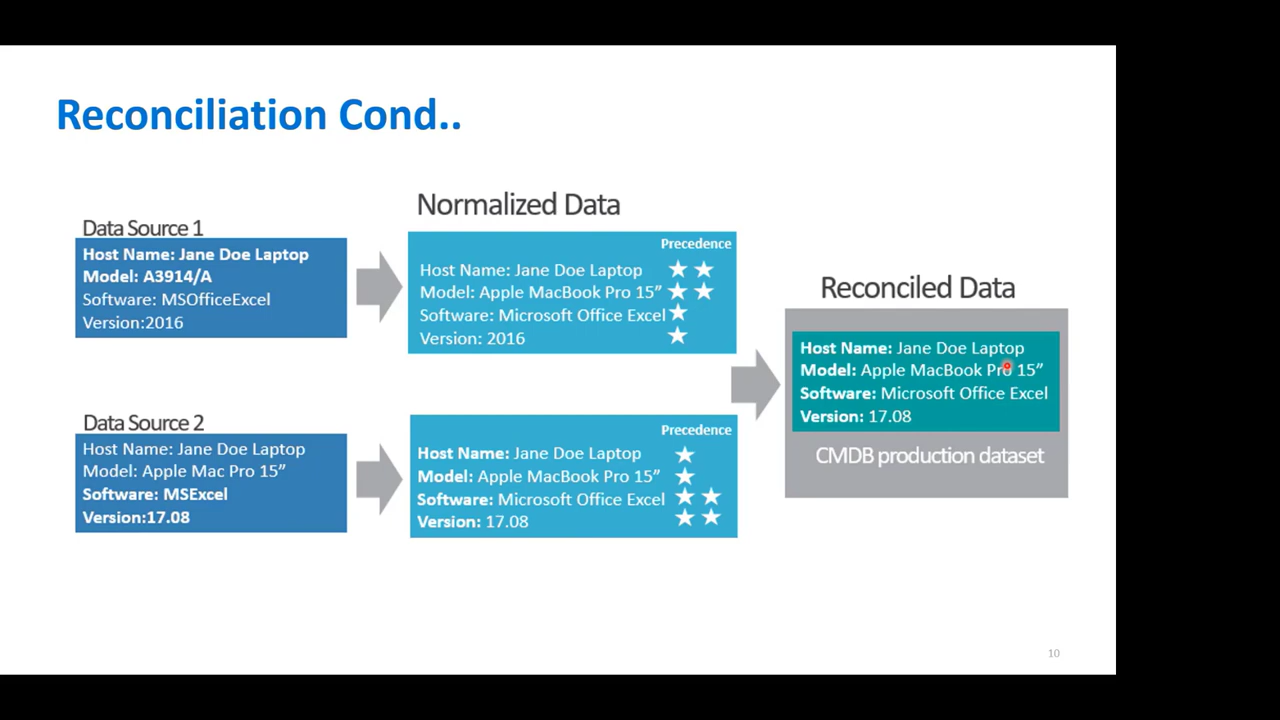 Reconciliation Cond..
Data Source 1
Host Name: Jane Doe Laptop
Model: A3914/A
Software: MSOfficeExcel
Version:2016
Normalized Data
Precedence
Host Name: Jane Doe Laptop
Model: Apple MacBook Pro 15”
Software: Microsoft Office Excel
Version: 2016
Data Source 2
Host Name: Jane Doe Laptop
Model: Apple Mac Pro 15”
Software: MSExcel
Version:17.08
Precedence
Host Name: Jane Doe Laptop
Model: Apple MacBook Pro 15”
Software: Microsoft Office Excel
Version: 17.08
Reconciled Data
Host Name: Jane Doe Laptop
Model: Apple MacBook Pro 15”
Software: Microsoft Office Excel
Version: 17.08
CMDB production dataset
10